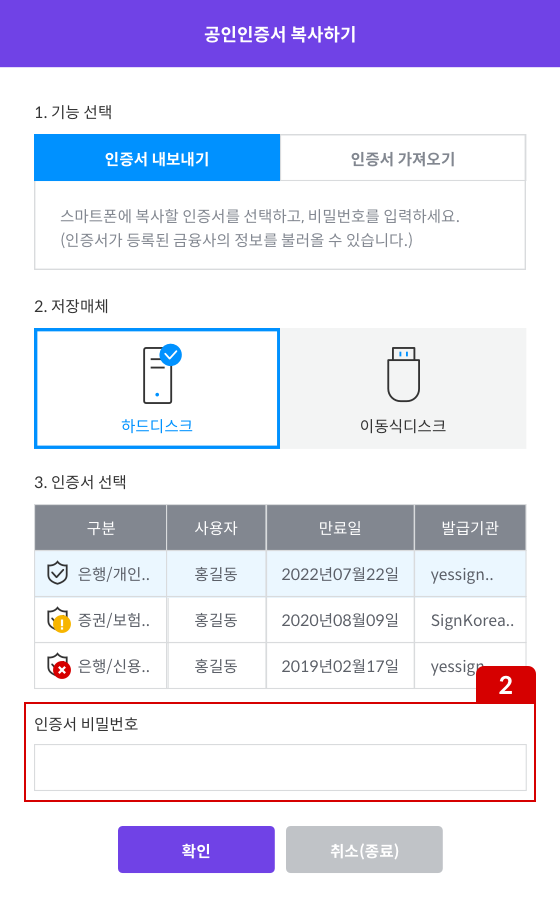 공인인증서 복사하기
1. 기능 선택
인증서 내보내기 인증서 가져오기
스마트폰에 복사할 인증서를 선택하고, 비밀번호를 입력하세요.
(인증서가 등록된 금융사의 정보를 불러올 수 있습니다.)
2. 저장매체
하드디스크 이동식디스크
3. 인증서 선택
구분 사용자 만료일 발급기관
은행/개인.. 홍길동 2022년07월22일 yessign..
증권/보험.. 홍길동 2020년08월09일 SignKorea..
은행/신용.. 홍길동 2019년02월17일 yessign
2
인증서 비밀번호
확인 취소(종료)